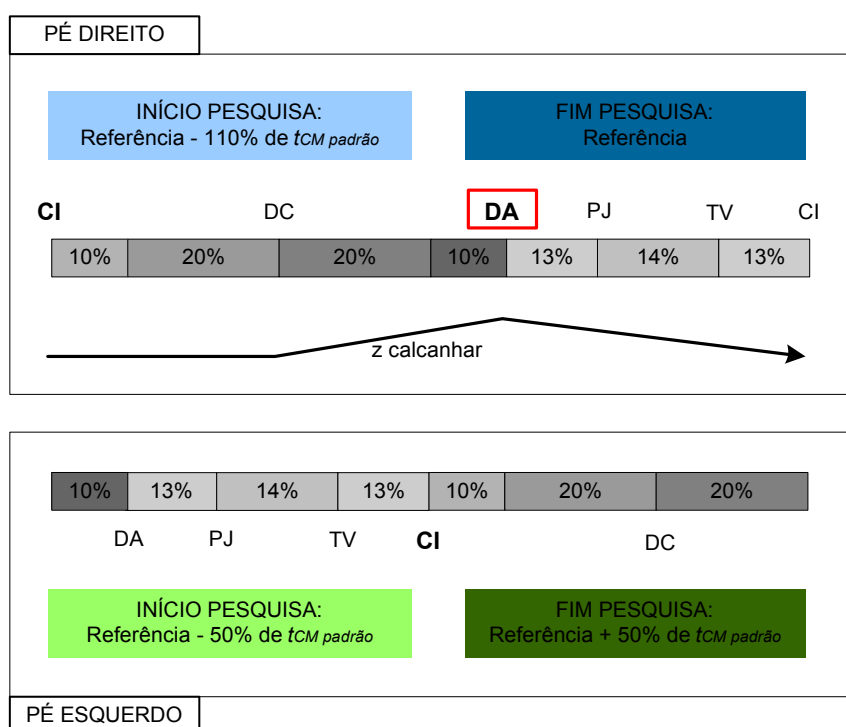 PÉ DIREITO
INÍCIO PESQUISA:
Referência - 110% de tCM padrão
FIM PESQUISA:
Referência
CI DC DA PJ TV CI
10% 20% 20% 10% 13% 14% 13%
z calcanhar
10% 13% 14% 13% 10% 20% 20%
DA PJ TV CI DC
INÍCIO PESQUISA:
Referência - 50% de tCM padrão
FIM PESQUISA:
Referência + 50% de tCM padrão
PÉ ESQUERDO